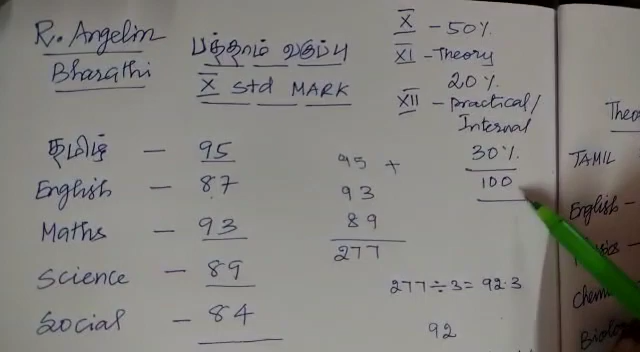 R. Angelin
Bharathi
பத்தாம் வகுப்பு
X Std MARK
X - 50%
XI - Theory
20%
XII - Practical/
Internal
30%
100
தமிழ் - 95
English - 87
Maths - 93
Science - 89
Social - 84
95 +
93
89
277
277 ÷ 3 = 92.3
92
Theo
TAMIL
English -
Chem
Biolo